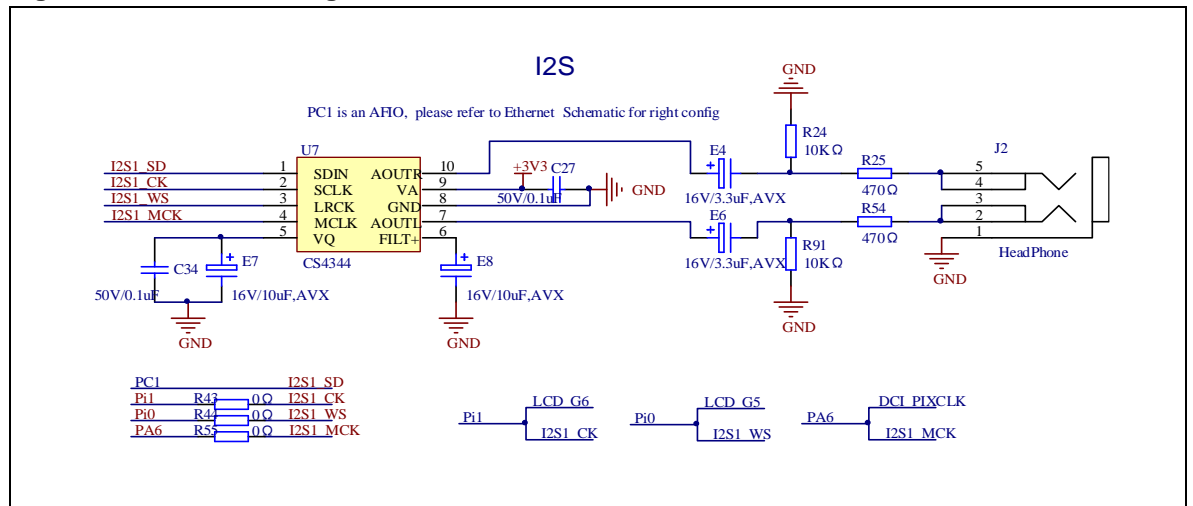 I2S
PC1 is an AFIO, please refer to Ethernet Schematic for right config
GND
R24
10KΩ
J2
U7
E4
R25
I2S1_SD
1
SDIN
AOUTR
10
+3V3
C27
470Ω
5
I2S1_CK
2
SCLK
VA
9
4
I2S1_WS
3
LRCK
GND
8
50V/0.1uF
GND
16V/3.3uF,AVX
R54
3
I2S1_MCK
4
MCLK
AOUTL
7
E6
2
5
VQ
FILT+
6
470Ω
1
CS4344
16V/3.3uF,AVX
R91
10KΩ
HeadPhone
GND
C34
E7
E8
50V/0.1uF
16V/10uF,AVX
16V/10uF,AVX
GND
GND
GND
PC1
I2S1_SD
Pi1
R43
0Ω
I2S1_CK
Pi0
R44
0Ω
I2S1_WS
PA6
R55
0Ω
I2S1_MCK
Pi1
LCD_G6
I2S1_CK
Pi0
LCD_G5
I2S1_WS
PA6
DCI_PIXCLK
I2S1_MCK